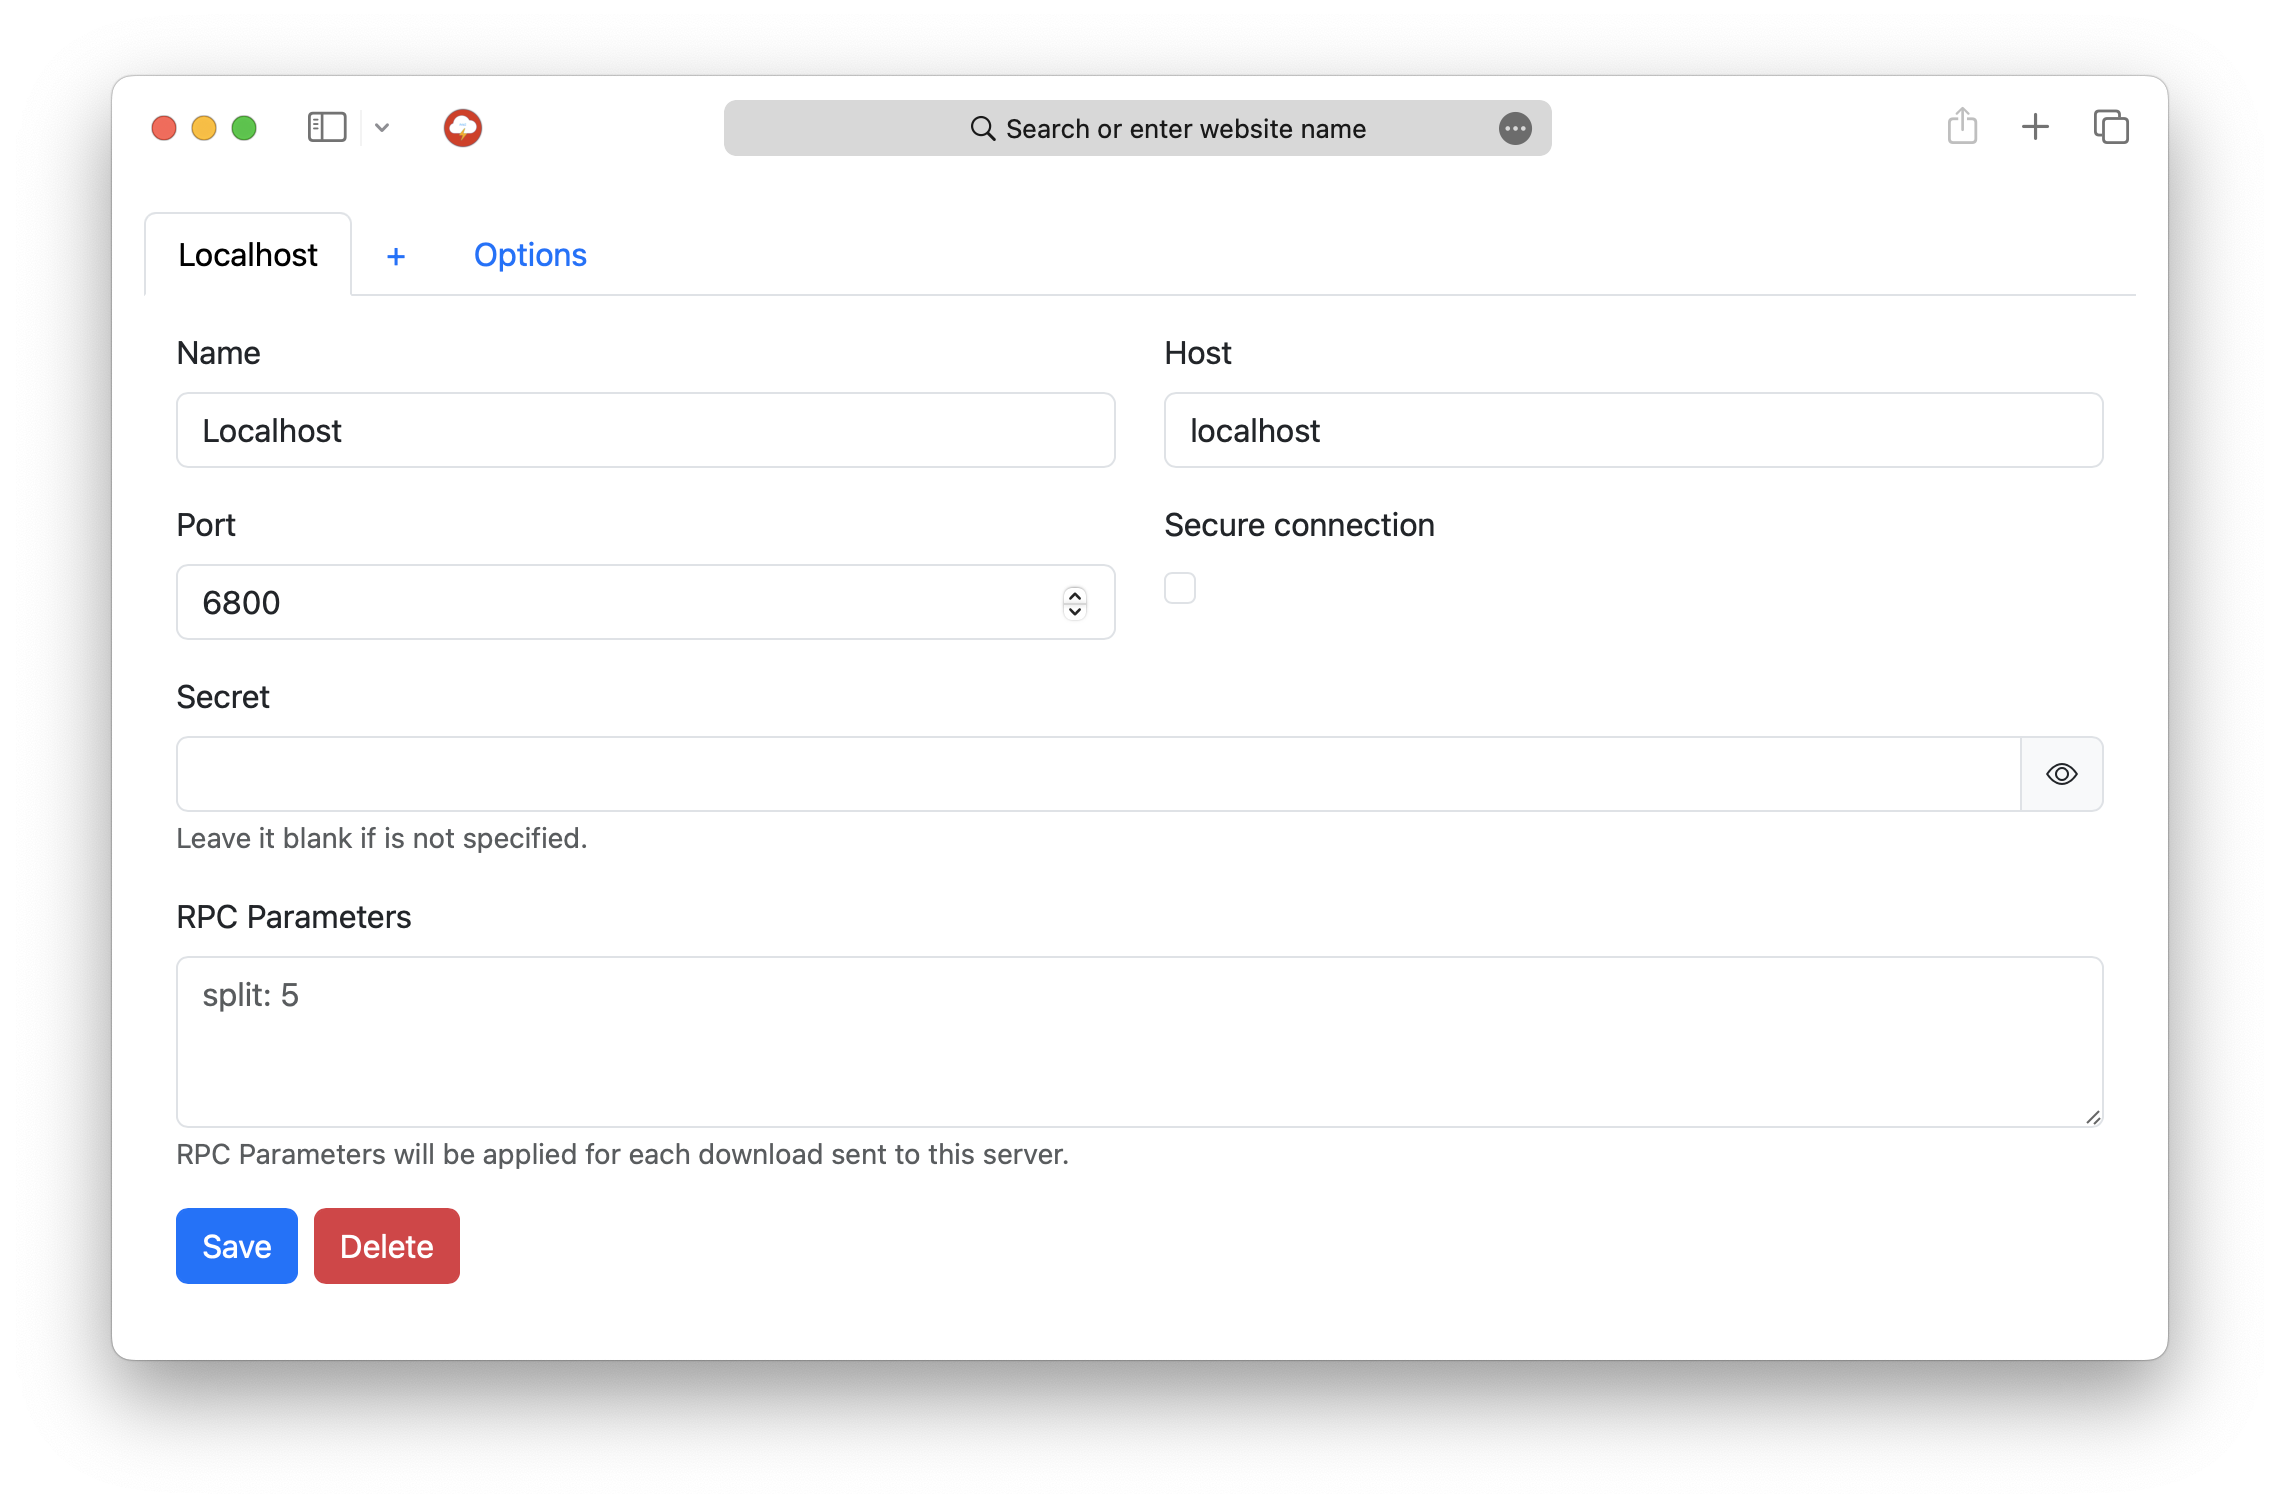 Search or enter website name
Localhost + Options
Name
Host
Localhost
localhost
Port
Secure connection
6800
Secret
Leave it blank if is not specified.
RPC Parameters
split: 5
RPC Parameters will be applied for each download sent to this server.
Save
Delete